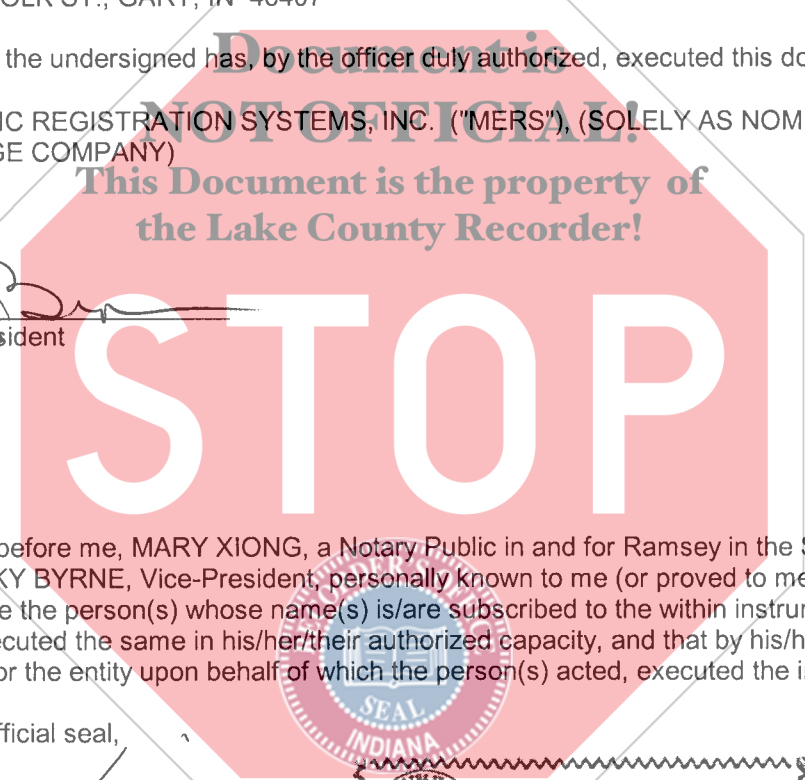 ST., GARY, IN 46407
the undersigned has, by the officer duly authorized, executed this do
Document is
NOT OFFICIAL!
IC REGISTRATION SYSTEMS, INC. ("MERS"), (SOLELY AS NOM
GE COMPANY)
This Document is the property of
the Lake County Recorder!
sident
STOP
before me, MARY XIONG, a Notary Public in and for Ramsey in the S
KY BYRNE, Vice-President, personally known to me (or proved to me
e the person(s) whose name(s) is/are subscribed to the within instrum
ecuted the same in his/her/their authorized capacity, and that by his/h
or the entity upon behalf of which the person(s) acted, executed the i
SEAL
INDIANA
fficial seal,